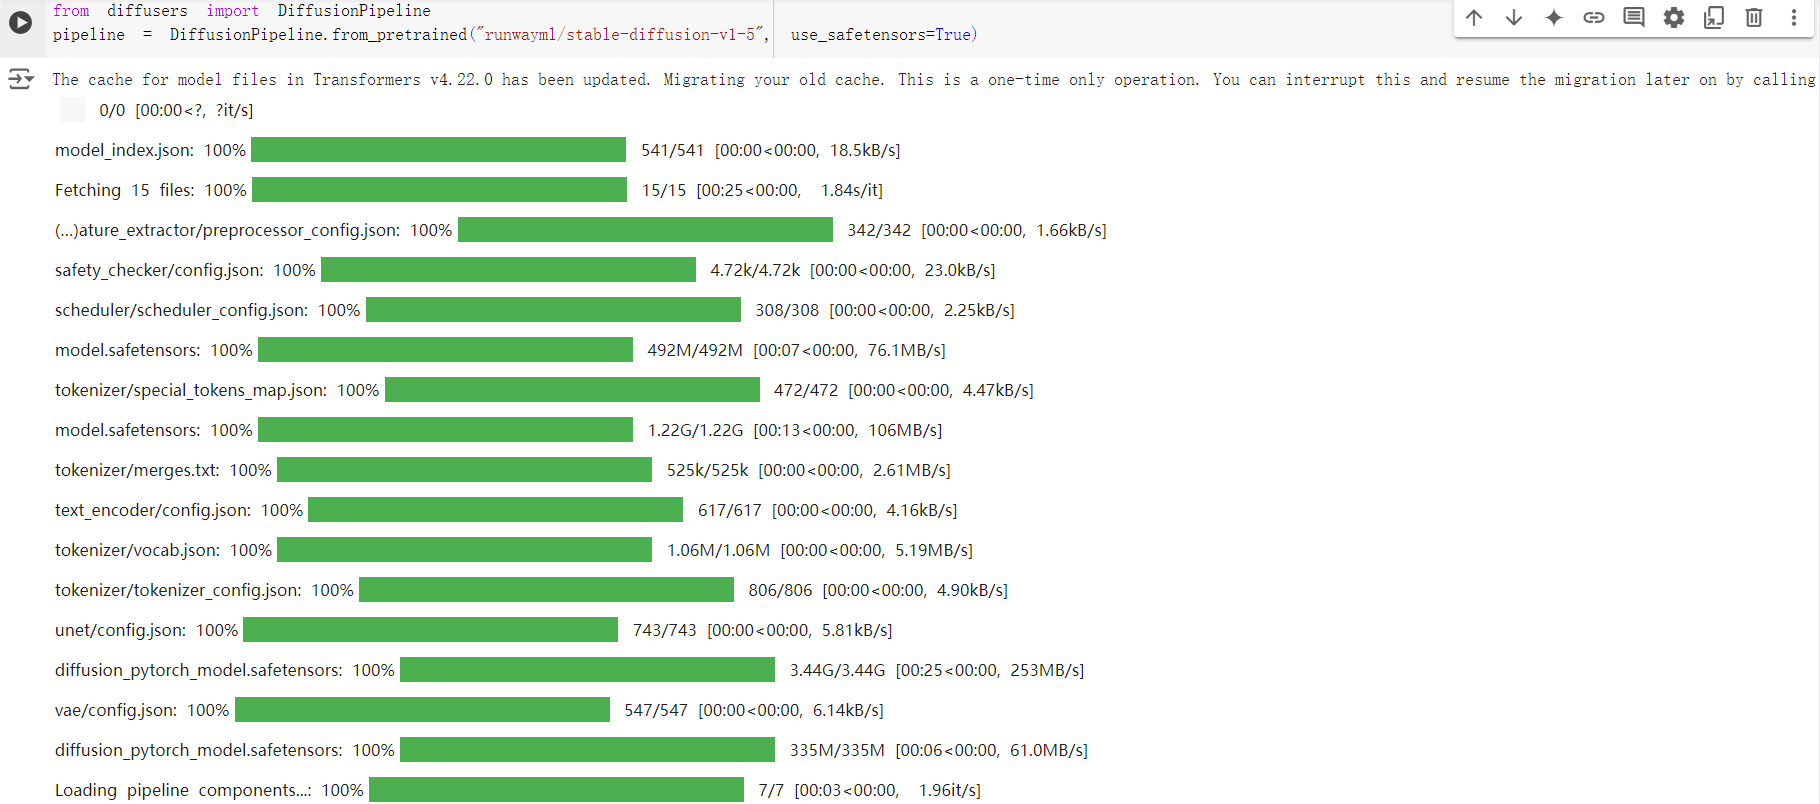 from diffusers import DiffusionPipeline
pipeline = DiffusionPipeline.from_pretrained("runwayml/stable-diffusion-v1-5", use_safetensors=True)
The cache for model files in Transformers v4.22.0 has been updated. Migrating your old cache. This is a one-time only operation. You can interrupt this and resume the migration later on by calling
0/0 [00:00<?, ?it/s]
model_index.json: 100% 541/541 [00:00<00:00, 18.5kB/s]
Fetching 15 files: 100% 15/15 [00:25<00:00, 1.84s/it]
(...)ature_extractor/preprocessor_config.json: 100% 342/342 [00:00<00:00, 1.66kB/s]
safety_checker/config.json: 100% 4.72k/4.72k [00:00<00:00, 23.0kB/s]
scheduler/scheduler_config.json: 100% 308/308 [00:00<00:00, 2.25kB/s]
model.safetensors: 100% 492M/492M [00:07<00:00, 76.1MB/s]
tokenizer/special_tokens_map.json: 100% 472/472 [00:00<00:00, 4.47kB/s]
model.safetensors: 100% 1.22G/1.22G [00:13<00:00, 106MB/s]
tokenizer/merges.txt: 100% 525k/525k [00:00<00:00, 2.61MB/s]
text_encoder/config.json: 100% 617/617 [00:00<00:00, 4.16kB/s]
tokenizer/vocab.json: 100% 1.06M/1.06M [00:00<00:00, 5.19MB/s]
tokenizer/tokenizer_config.json: 100% 806/806 [00:00<00:00, 4.90kB/s]
unet/config.json: 100% 743/743 [00:00<00:00, 5.81kB/s]
diffusion_pytorch_model.safetensors: 100% 3.44G/3.44G [00:25<00:00, 253MB/s]
vae/config.json: 100% 547/547 [00:00<00:00, 6.14kB/s]
diffusion_pytorch_model.safetensors: 100% 335M/335M [00:06<00:00, 61.0MB/s]
Loading pipeline components...: 100% 7/7 [00:03<00:00, 1.96it/s]